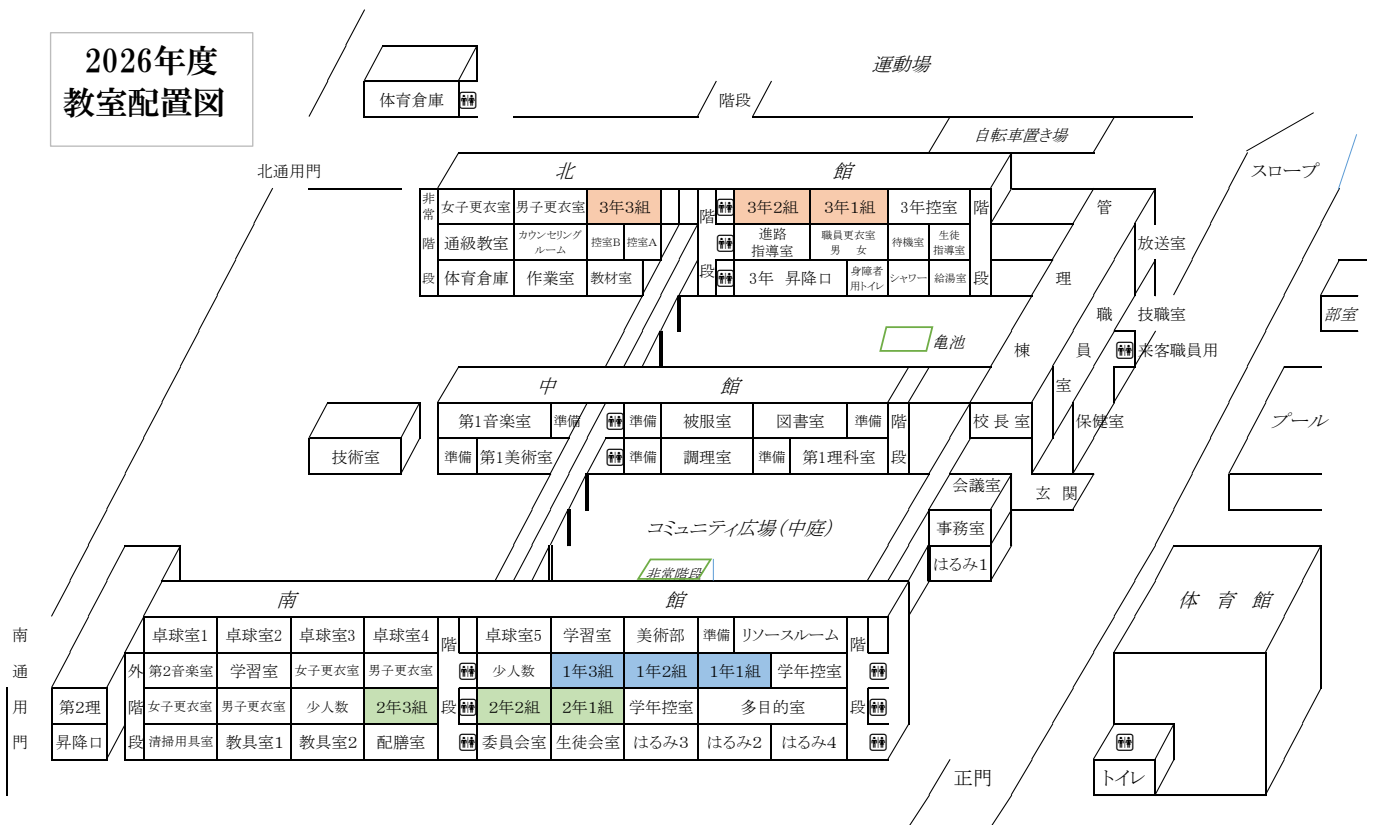 2026年度
教室配置図
運動場
体育倉庫
階段
自転車置き場
北通用門
スロープ
北 館
非常階段
女子更衣室 男子更衣室 3年3組 階段 3年2組 3年1組 3年控室 階段
通級教室 カウンセリングルーム 控室B 控室A 進路指導室 職員更衣室 男 女 待機室 生徒指導室
体育倉庫 作業室 教材室 3年 昇降口 身障者用トイレ シャワー 給湯室
管理棟
放送室
職員室
技職室
部室
亀池
来客職員用
中 館
第1音楽室 準備 準備 被服室 図書室 準備 階段
校長室
保健室
プール
技術室
準備 第1美術室 準備 調理室 準備 第1理科室
会議室
玄関
コミュニティ広場(中庭)
事務室
はるみ1
非常階段
体育館
南 館
南通用門
卓球室1 卓球室2 卓球室3 卓球室4 階段 卓球室5 学習室 美術部 準備 リソースルーム 階段
外階段
第2音楽室 学習室 女子更衣室 男子更衣室 少人数 1年3組 1年2組 1年1組 学年控室
第2理 女子更衣室 男子更衣室 少人数 2年3組 2年2組 2年1組 学年控室 多目的室
昇降口 清掃用具室 教具室1 教具室2 配膳室 委員会室 生徒会室 はるみ3 はるみ2 はるみ4
正門
トイレ